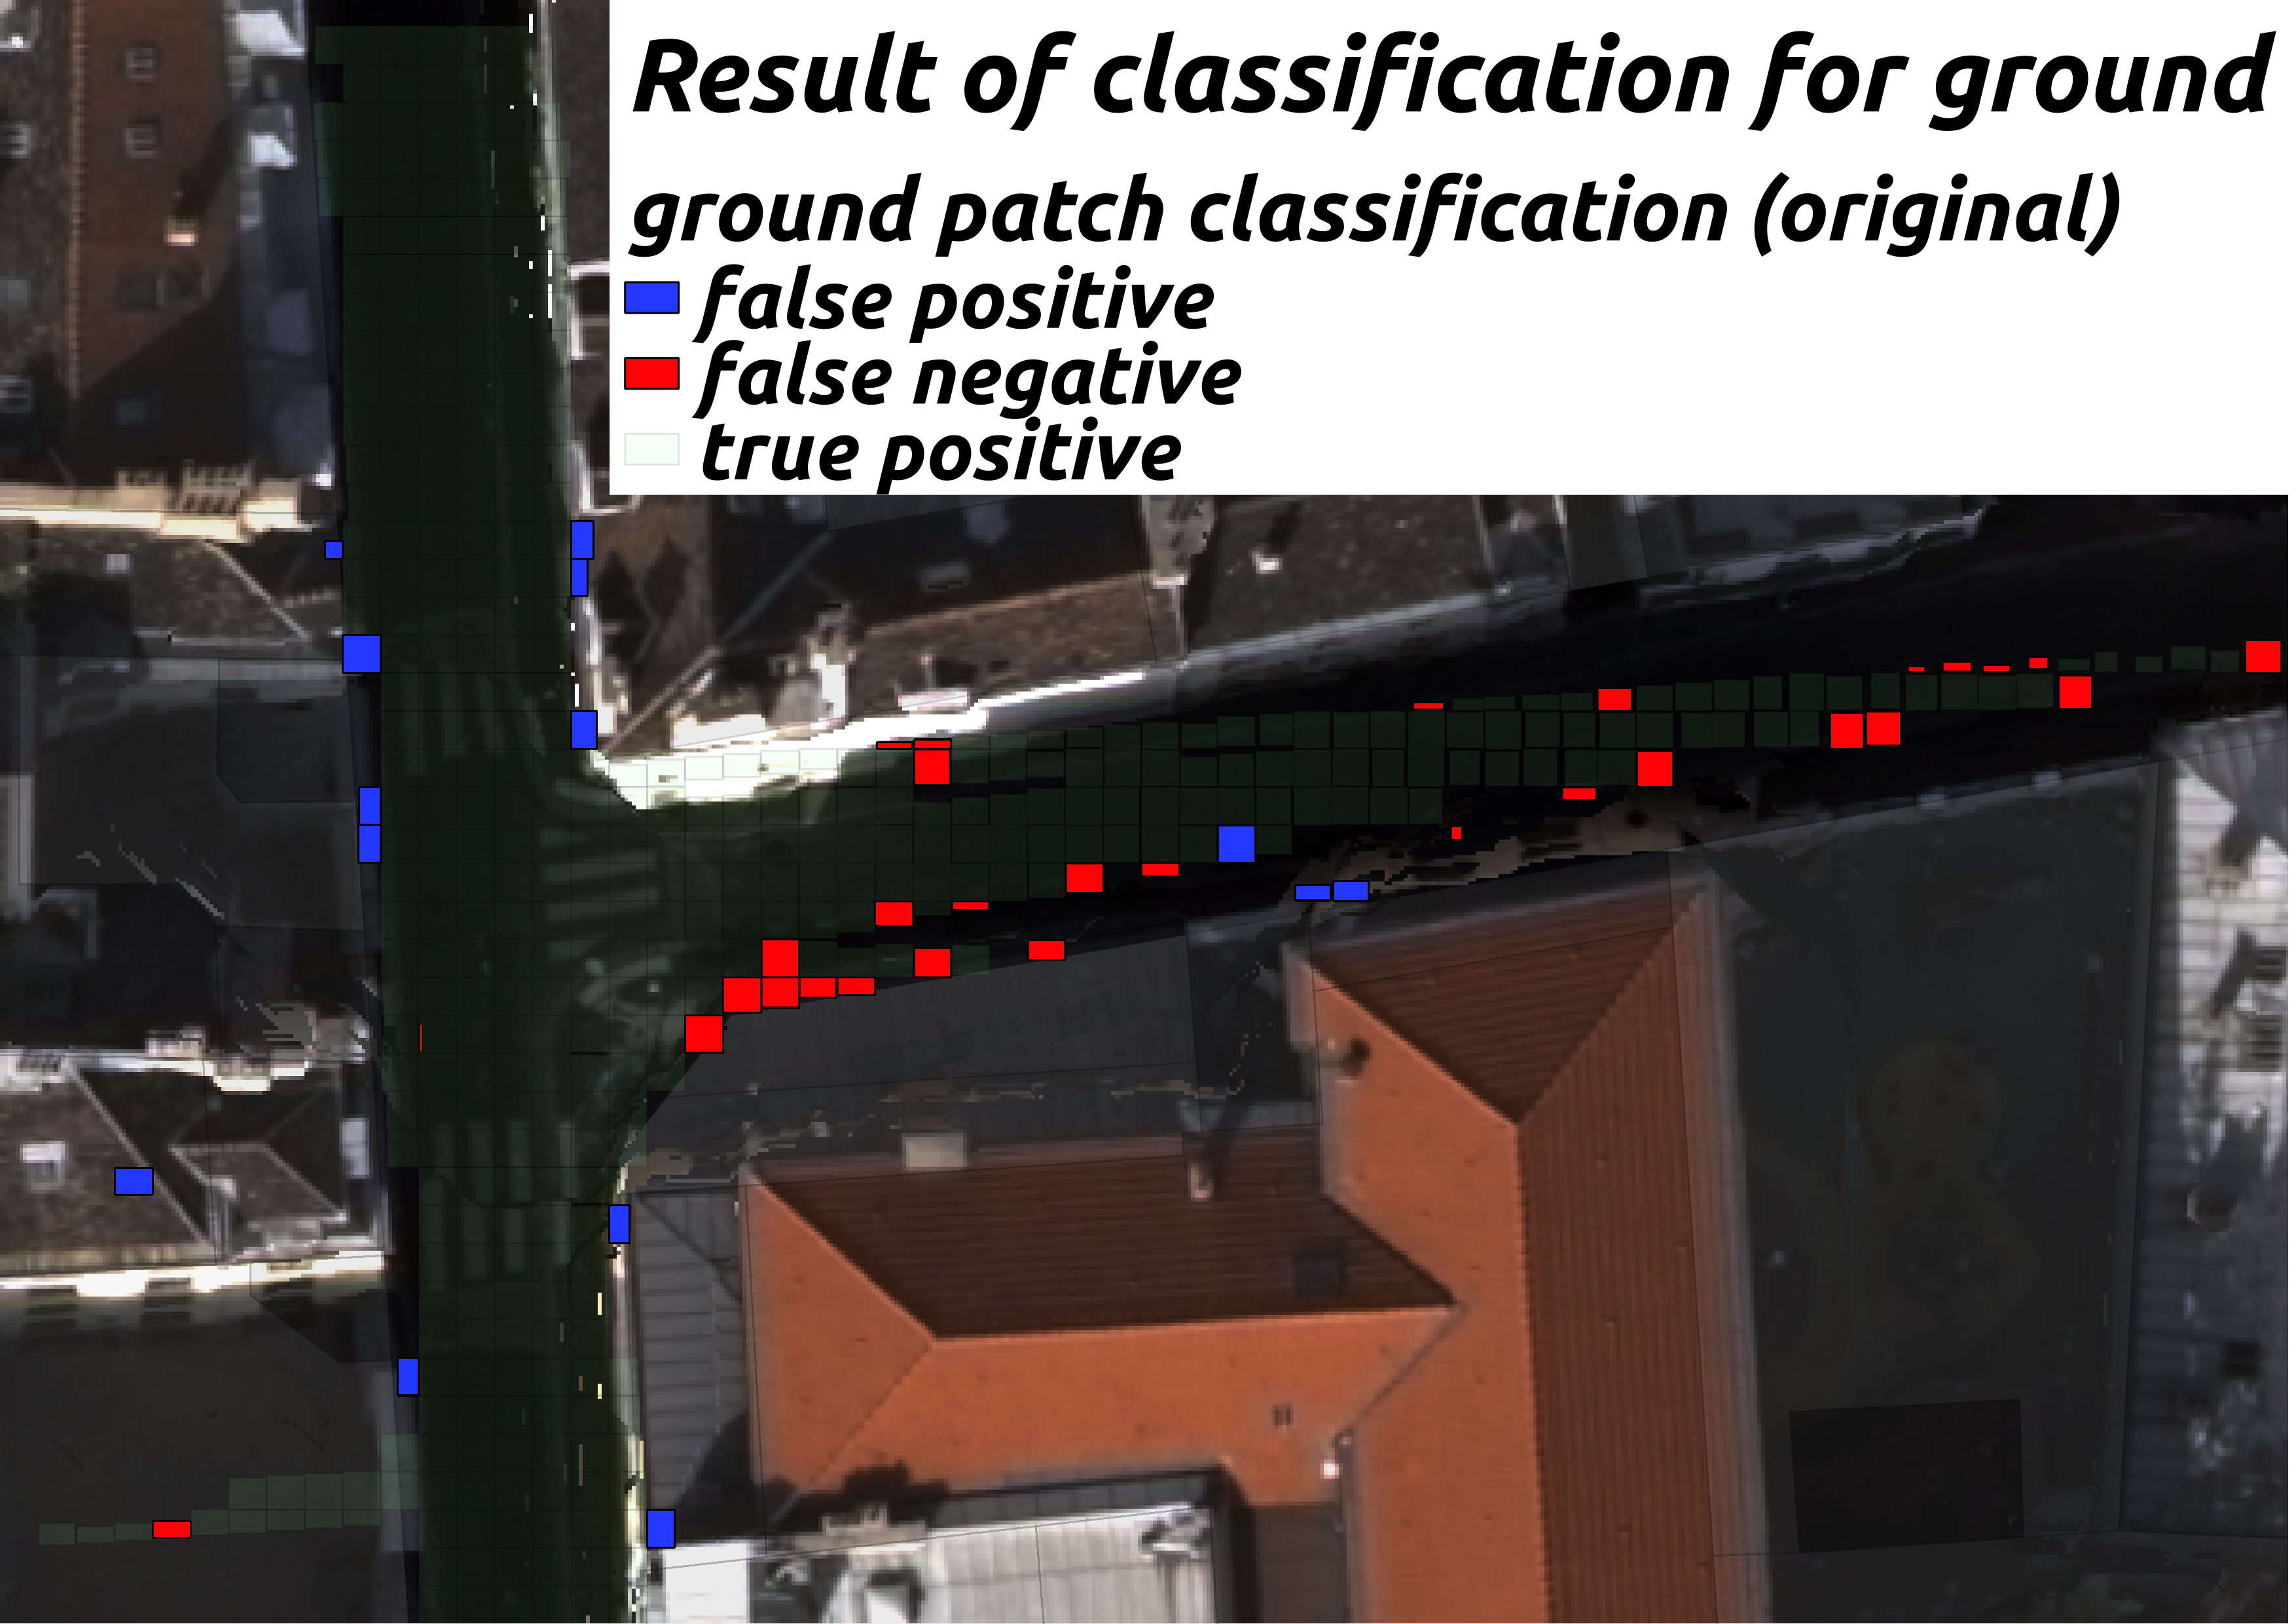 Result of classification for ground
ground patch classification (original)
false positive
false negative
true positive